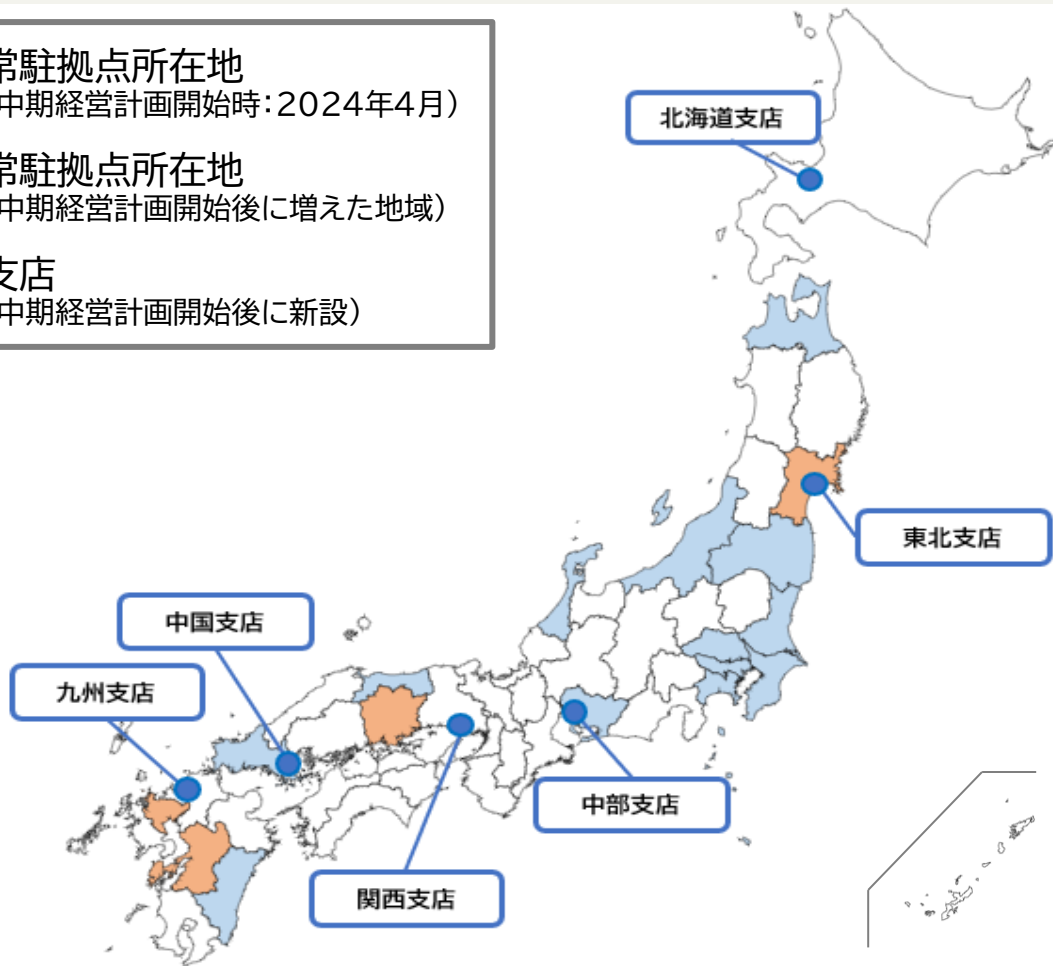 常駐拠点所在地
中期経営計画開始時：2024年4月）
常駐拠点所在地
中期経営計画開始後に増えた地域）
支店
中期経営計画開始後に新設）
北海道支店
東北支店
中国支店
九州支店
中部支店
関西支店